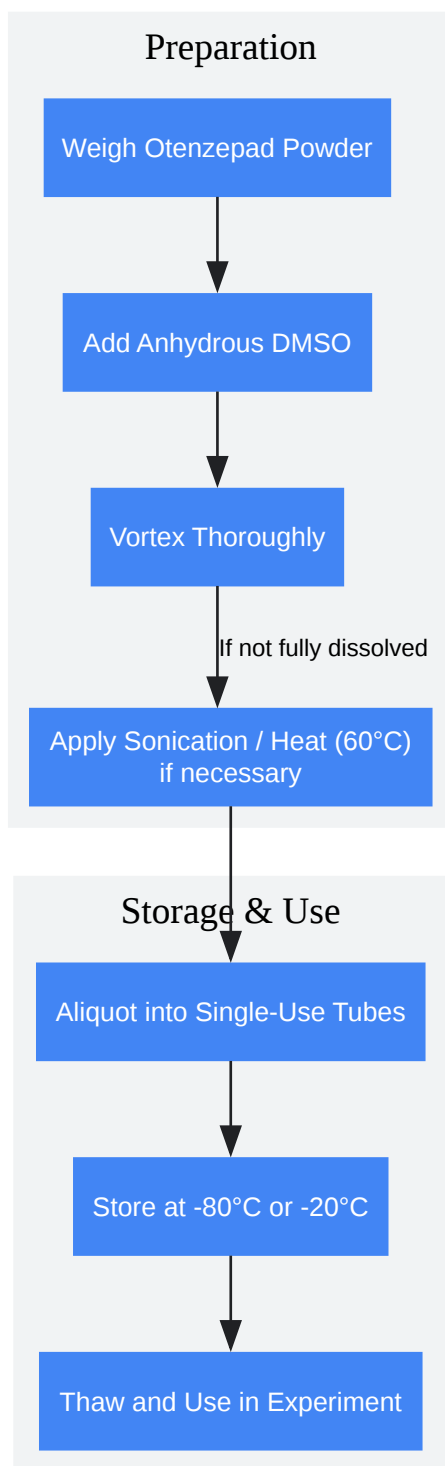 Preparation
Weigh Otenzepad Powder
Add Anhydrous DMSO
Vortex Thoroughly
If not fully dissolved
Apply Sonication / Heat (60°C)
if necessary
Storage & Use
Aliquot into Single-Use Tubes
Store at -80°C or -20°C
Thaw and Use in Experiment